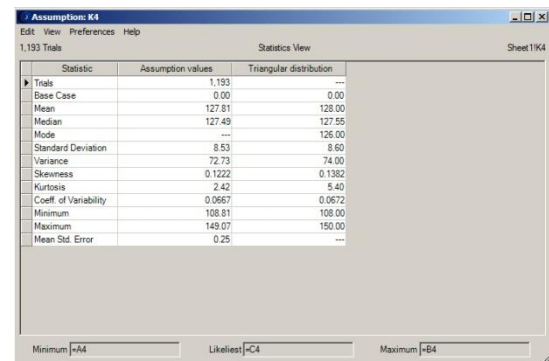 Assumption: K4
Edit View Preferences Help
1,193 Trials Statistics View Sheet1!K4
Statistic Assumption values Triangular distribution
Trials 1,193 ---
Base Case 0.00 0.00
Mean 127.81 128.00
Median 127.49 127.55
Mode --- 126.00
Standard Deviation 8.53 8.60
Variance 72.73 74.00
Skewness 0.1222 0.1382
Kurtosis 2.42 5.40
Coeff. of Variability 0.0667 0.0672
Minimum 108.81 108.00
Maximum 149.07 150.00
Mean Std. Error 0.25 ---
Minimum =A4 Likeliest =C4 Maximum =B4